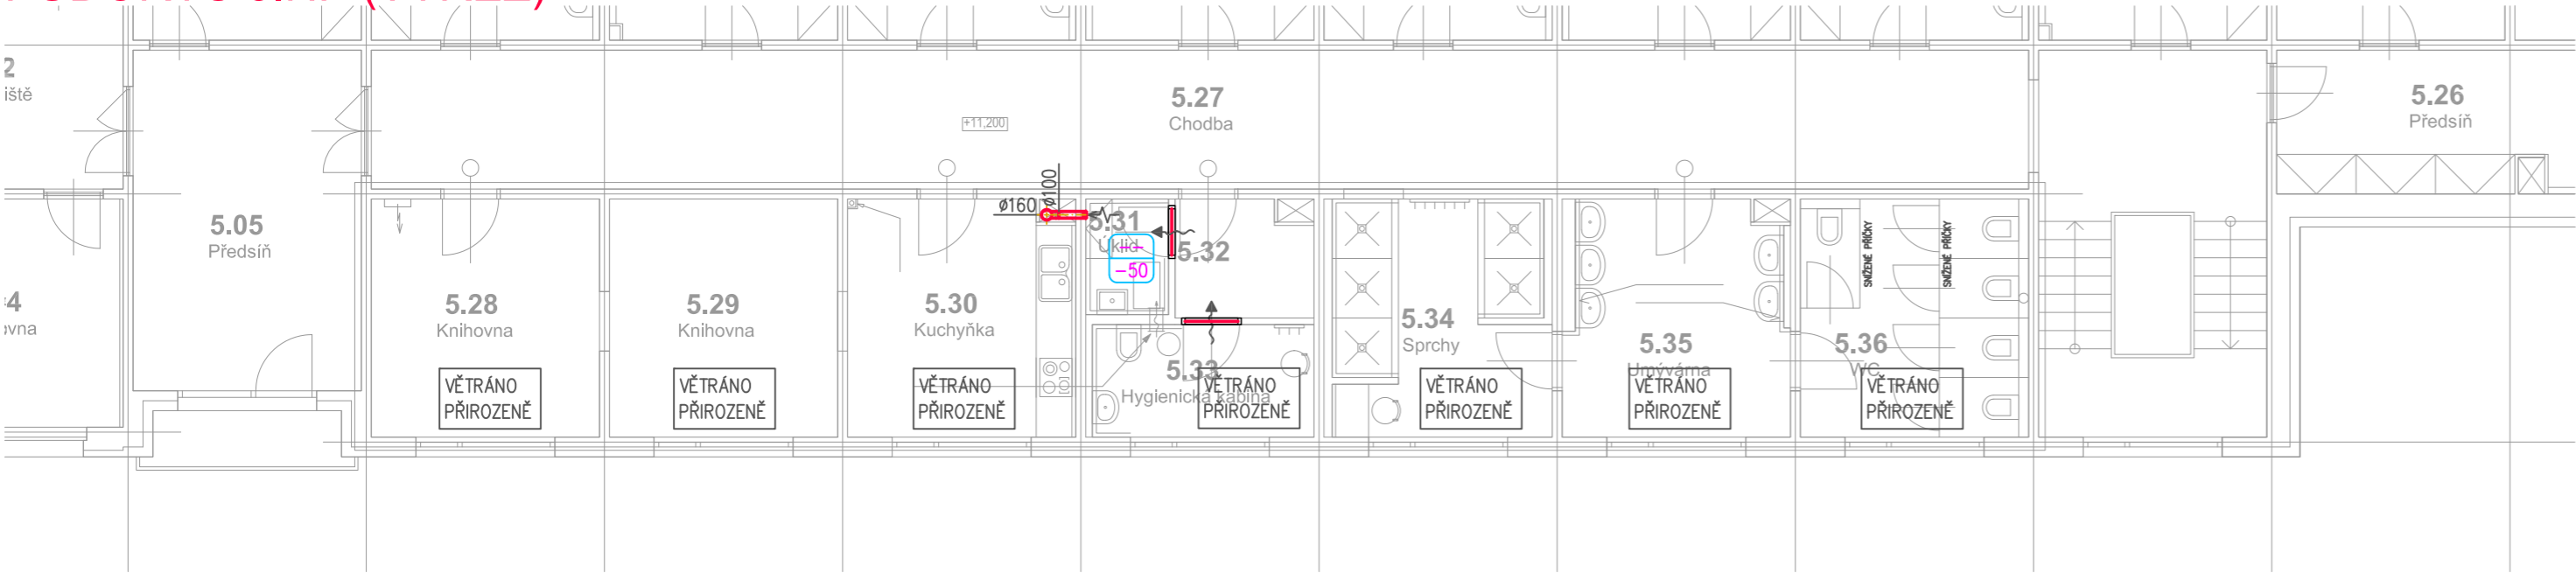 5.27
Chodba
+11,200
5.26
Předsíň
2
iště
5.05
Předsíň
ø160
ø100
5.31
Úklid
--
-50
5.32
SNÍŽENÉ PŘÍČKY
SNÍŽENÉ PŘÍČKY
4
ovna
5.28
Knihovna
5.29
Knihovna
5.30
Kuchyňka
5.34
Sprchy
5.35
Umývárna
5.36
WC
5.33
Hygienická kabina
VĚTRÁNO
PŘIROZENĚ
VĚTRÁNO
PŘIROZENĚ
VĚTRÁNO
PŘIROZENĚ
VĚTRÁNO
PŘIROZENĚ
VĚTRÁNO
PŘIROZENĚ
VĚTRÁNO
PŘIROZENĚ
VĚTRÁNO
PŘIROZENĚ